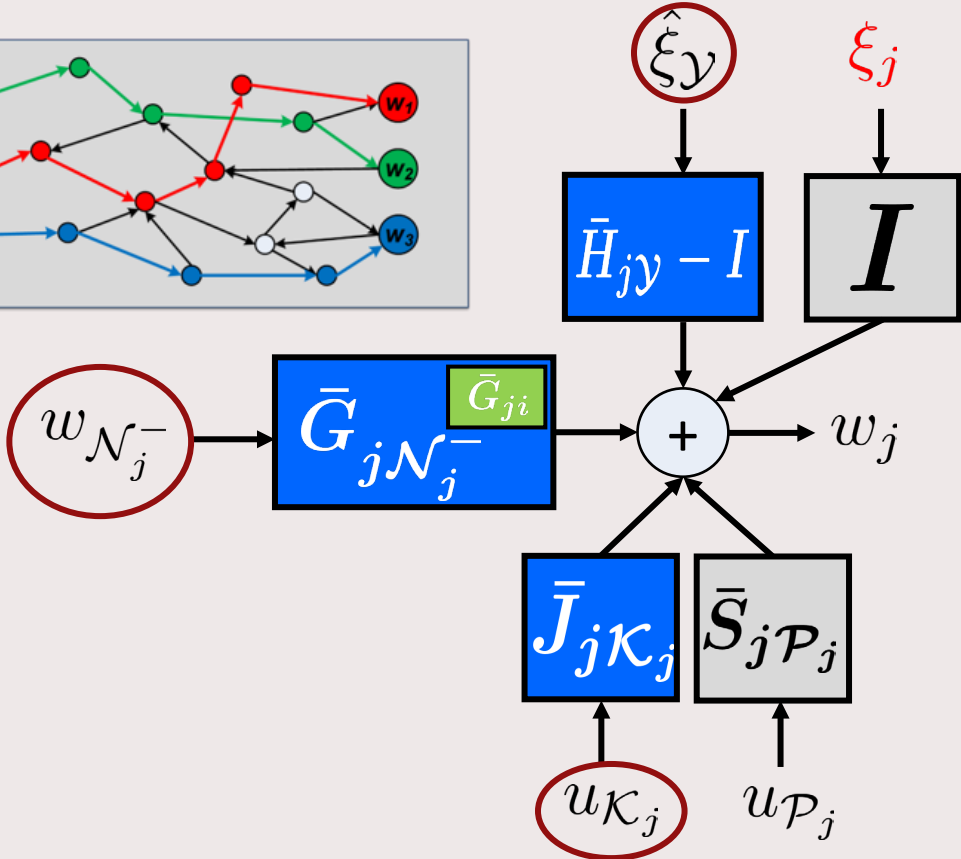 ξ̂_𝒴
ξ_j
w₁
w₂
w₃
H̄_{j𝒴} − I
I
w_{𝒩_j^−}
Ḡ_{j𝒩_j^−}
Ḡ_{ji}
+
w_j
J̄_{j𝒦_j}
S̄_{j𝒫_j}
u_{𝒦_j}
u_{𝒫_j}